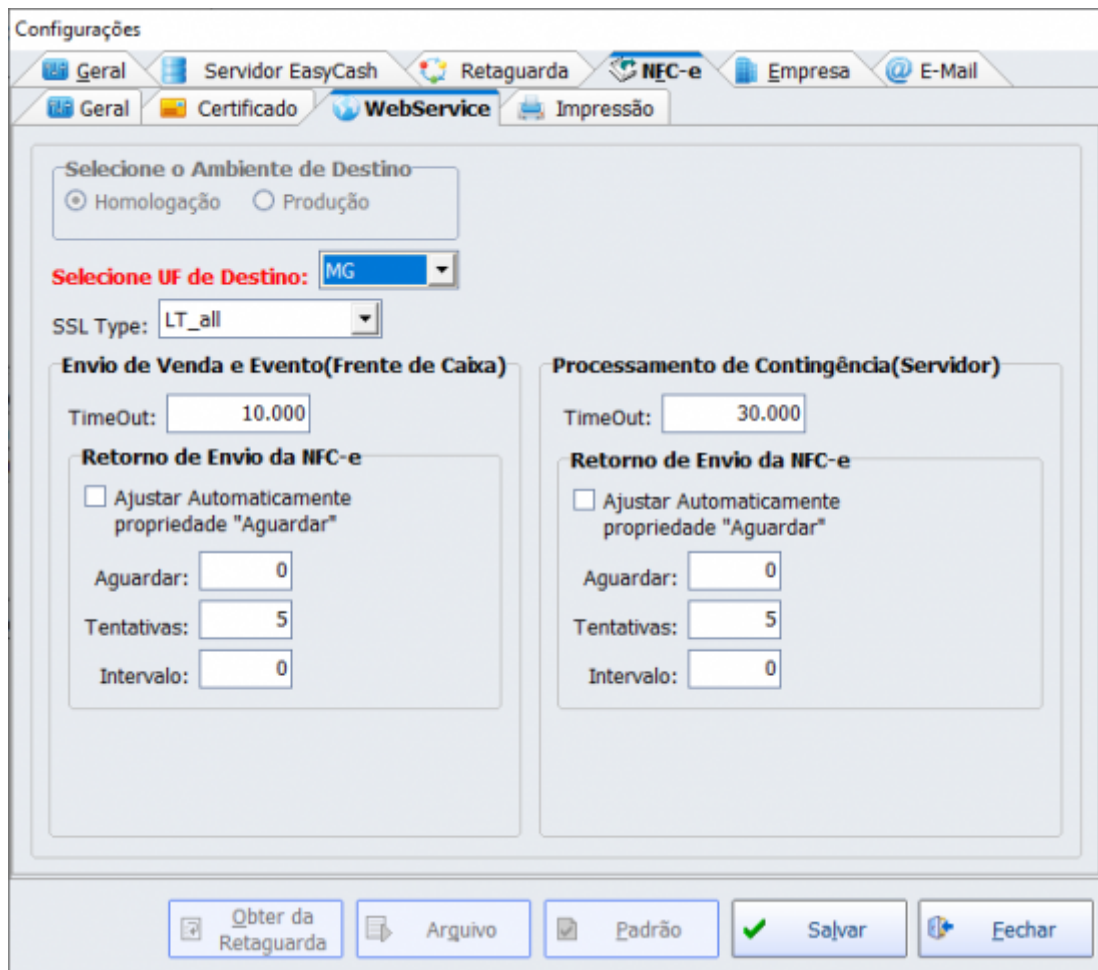 Configurações
Geral Servidor EasyCash Retaguarda NFC-e Empresa E-Mail
Geral Certificado WebService Impressão
Selecione o Ambiente de Destino
Homologação Produção
Selecione UF de Destino: MG
SSL Type: LT_all
Envio de Venda e Evento(Frente de Caixa)
TimeOut: 10.000
Retorno de Envio da NFC-e
Ajustar Automaticamente
propriedade "Aguardar"
Aguardar: 0
Tentativas: 5
Intervalo: 0
Processamento de Contingência(Servidor)
TimeOut: 30.000
Retorno de Envio da NFC-e
Ajustar Automaticamente
propriedade "Aguardar"
Aguardar: 0
Tentativas: 5
Intervalo: 0
Obter da
Retaguarda
Arquivo
Padrão
Salvar
Fechar